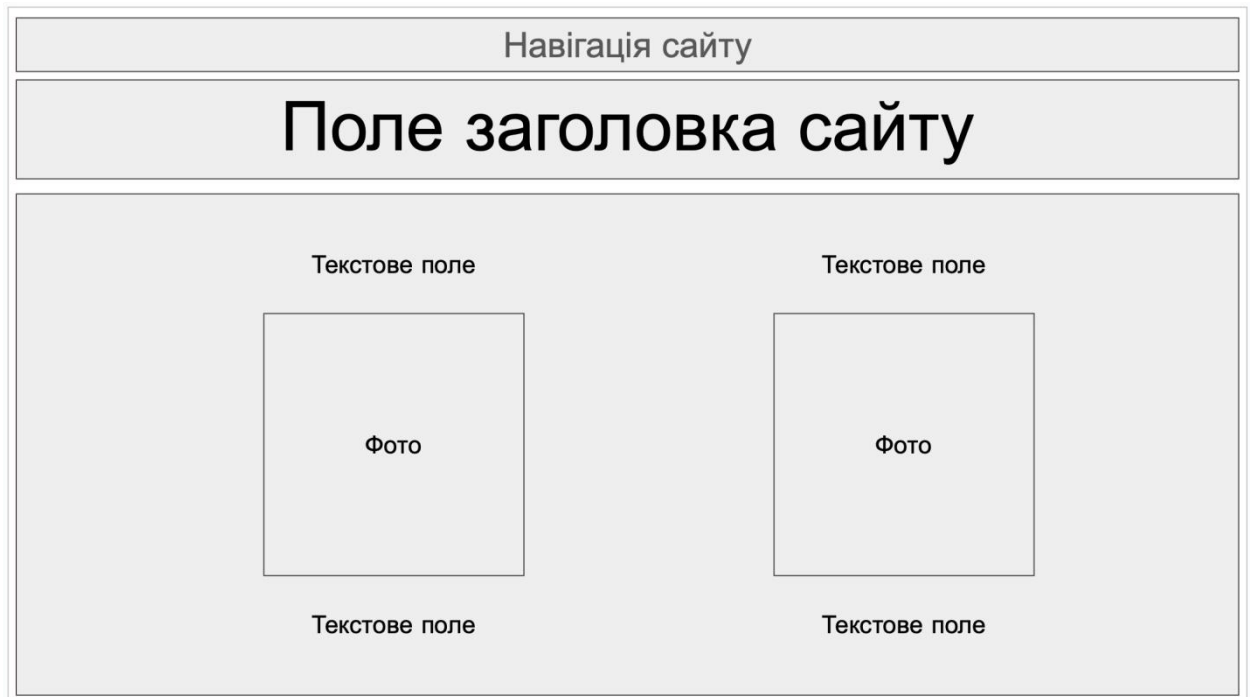 Навігація сайту
Поле заголовка сайту
Текстове поле
Текстове поле
Фото
Фото
Текстове поле
Текстове поле